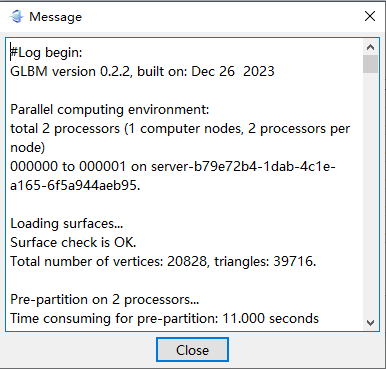 Message
#Log begin:
GLBM version 0.2.2, built on: Dec 26  2023
Parallel computing environment:
total 2 processors (1 computer nodes, 2 processors per
node)
000000 to 000001 on server-b79e72b4-1dab-4c1e-
a165-6f5a944aeb95.
Loading surfaces...
Surface check is OK.
Total number of vertices: 20828, triangles: 39716.
Pre-partition on 2 processors...
Time consuming for pre-partition: 11.000 seconds
Close